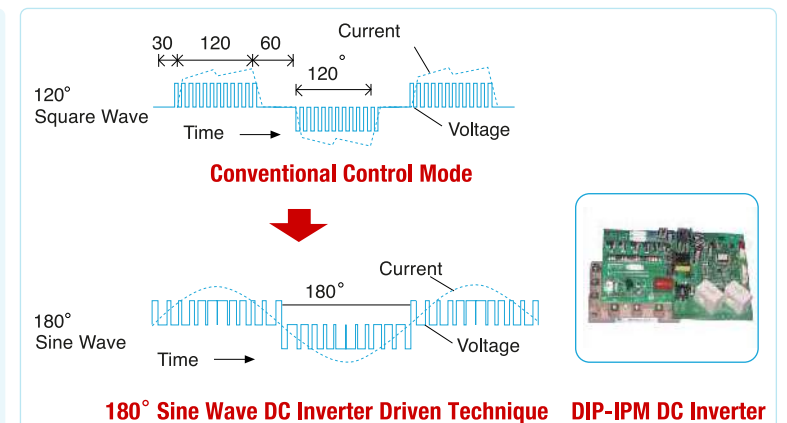 Current
30 120 60
120°
120°
Square Wave
Time
Voltage
Conventional Control Mode
Current
180°
180°
Sine Wave
Voltage
Time
180° Sine Wave DC Inverter Driven Technique
DIP-IPM DC Inverter